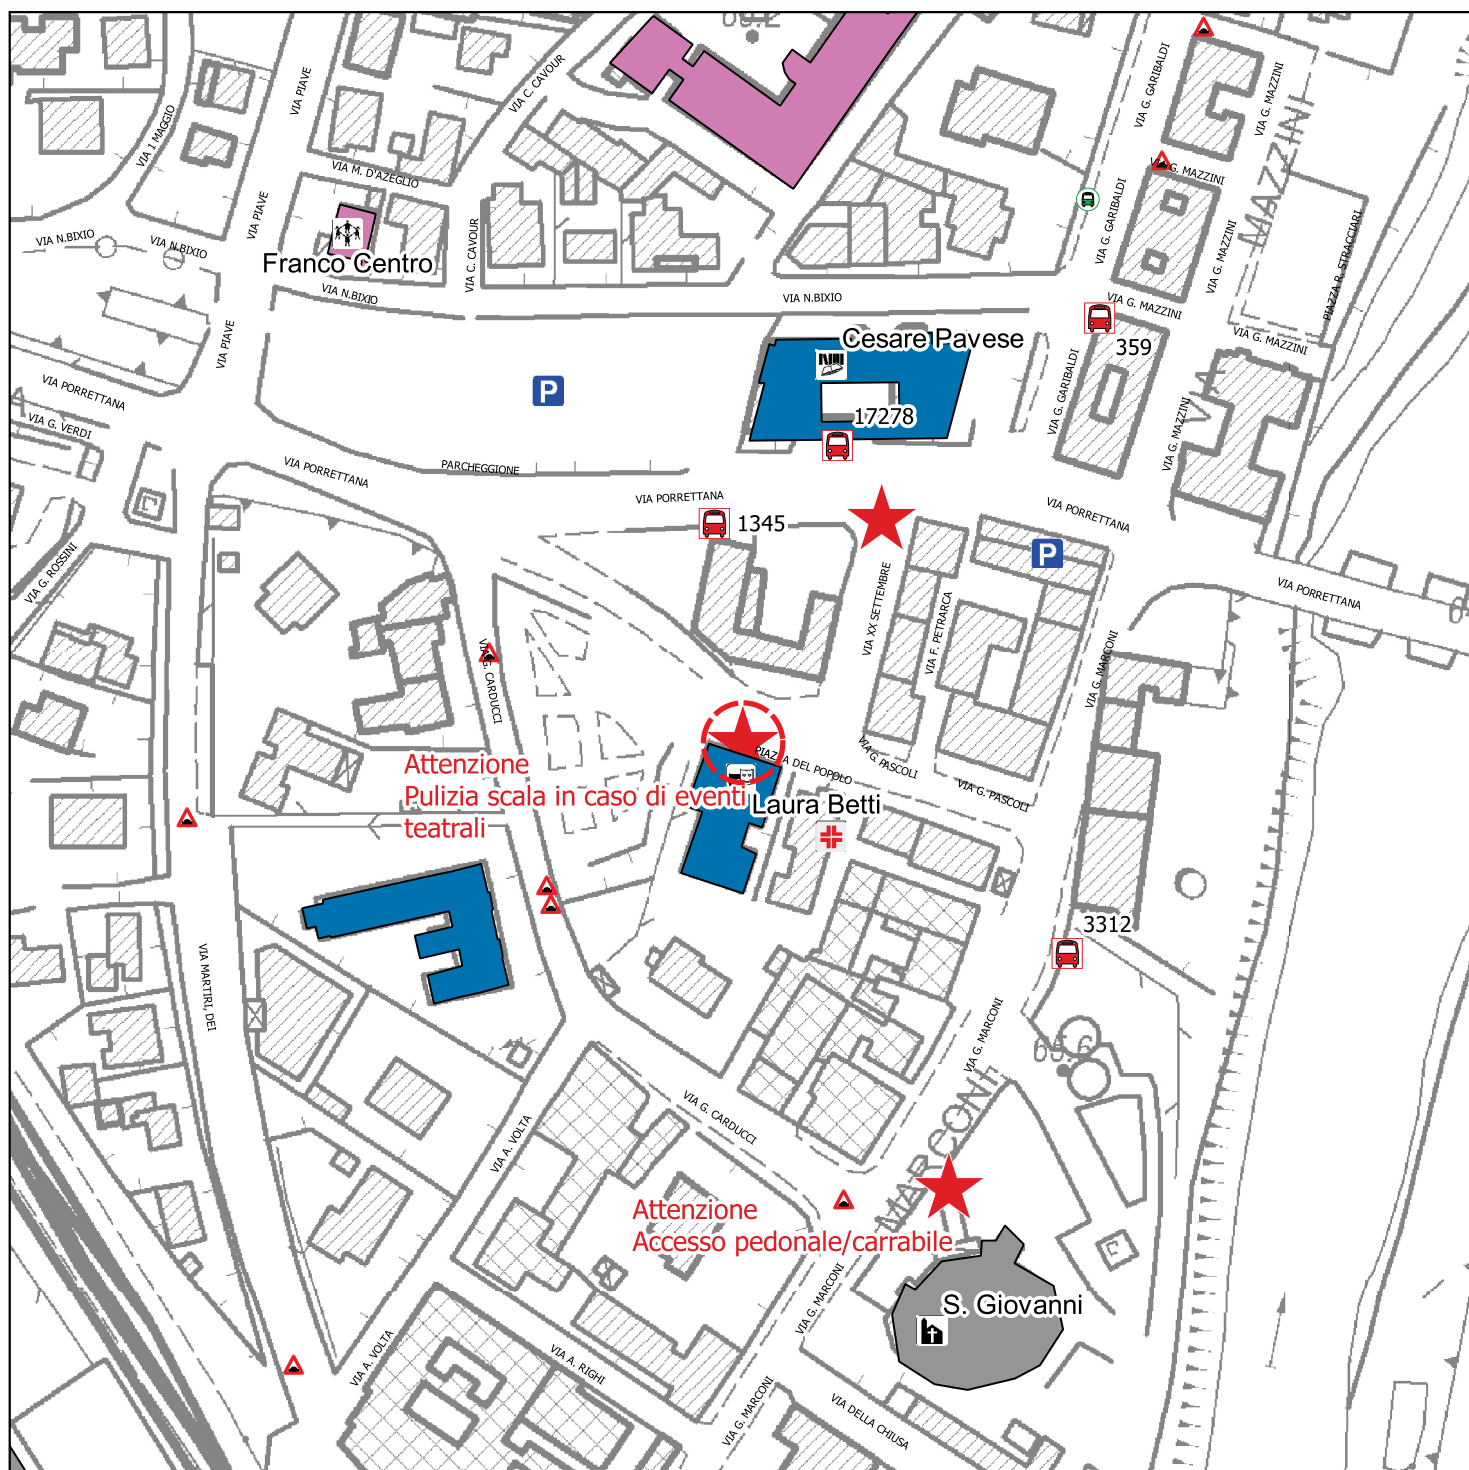 VIA C. CAVOUR
VIA PIAVE
VIA 1 MAGGIO
VIA G. GARIBALDI
VIA G. MAZZINI
MAZZINI
VIA M. D'AZEGLIO
VIA G. MAZZINI
VIA PIAVE
VIA C. CAVOUR
VIA G. GARIBALDI
VIA G. MAZZINI
PIAZZA R. STRACCIARI
VIA N.BIXIO
VIA N.BIXIO
Franco Centro
VIA N.BIXIO
VIA N.BIXIO
VIA G. MAZZINI
VIA PIAVE
Cesare Pavese
359
VIA G. MAZZINI
VIA PORRETTANA
VIA G. GARIBALDI
VIA
P
17278
VIA G. VERDI
VIA G. MAZZINI
VIA PORRETTANA
PARCHEGGIONE
VIA PORRETTANA
VIA PORRETTANA
1345
P
VIA G. ROSSINI
VIA PORRETTANA
VIA XX SETTEMBRE
VIA F. PETRARCA
VIA G. MARCONI
VIA G. CARDUCCI
PIAZZA DEL POPOLO
VIA G. PASCOLI
VIA G. PASCOLI
Attenzione
Pulizia scala in caso di eventi
teatrali
Laura Betti
3312
VIA MARTIRI, DEI
VIA G. MARCONI
65.6
MARCONI
VIA G. CARDUCCI
VIA A. VOLTA
Attenzione
Accesso pedonale/carrabile
VIA G. MARCONI
S. Giovanni
VIA A. VOLTA
VIA A. RIGHI
VIA G. MARCONI
VIA DELLA CHIUSA